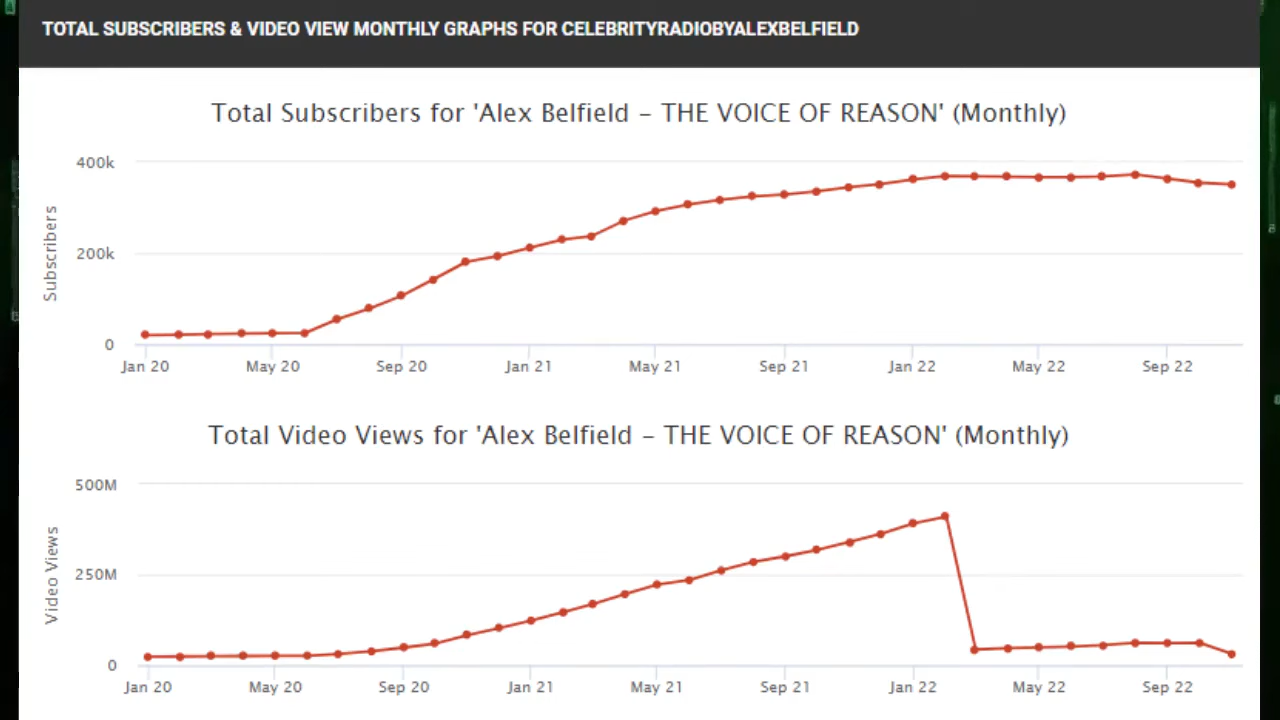 TOTAL SUBSCRIBERS & VIDEO VIEW MONTHLY GRAPHS FOR CELEBRITYRADIOBYALEXBELFIELD
Total Subscribers for 'Alex Belfield – THE VOICE OF REASON' (Monthly)
400k
Subscribers
200k
0
Jan 20 May 20 Sep 20 Jan 21 May 21 Sep 21 Jan 22 May 22 Sep 22
Total Video Views for 'Alex Belfield – THE VOICE OF REASON' (Monthly)
500M
Video Views
250M
0
Jan 20 May 20 Sep 20 Jan 21 May 21 Sep 21 Jan 22 May 22 Sep 22